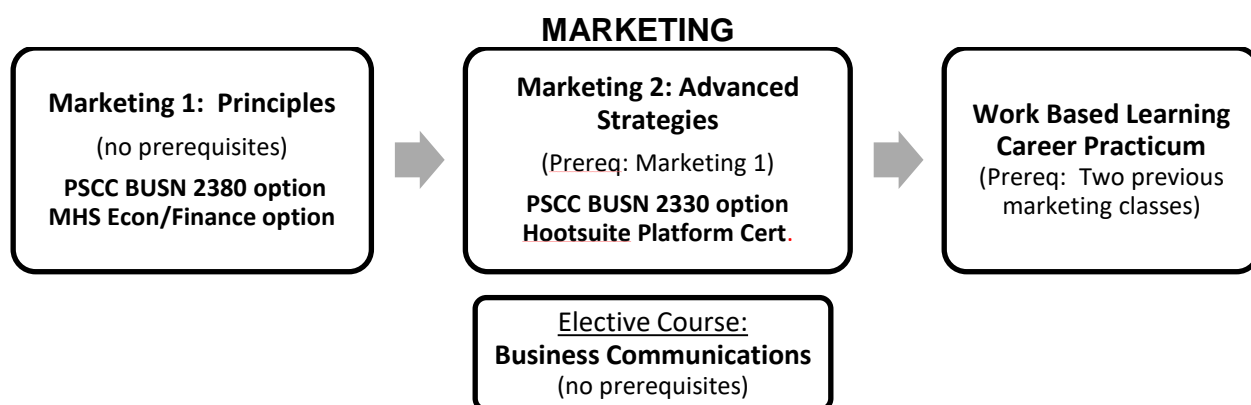 MARKETING
Marketing 1: Principles
(no prerequisites)
PSCC BUSN 2380 option
MHS Econ/Finance option
Marketing 2: Advanced
Strategies
(Prereq: Marketing 1)
PSCC BUSN 2330 option
Hootsuite Platform Cert.
Work Based Learning
Career Practicum
(Prereq: Two previous
marketing classes)
Elective Course:
Business Communications
(no prerequisites)